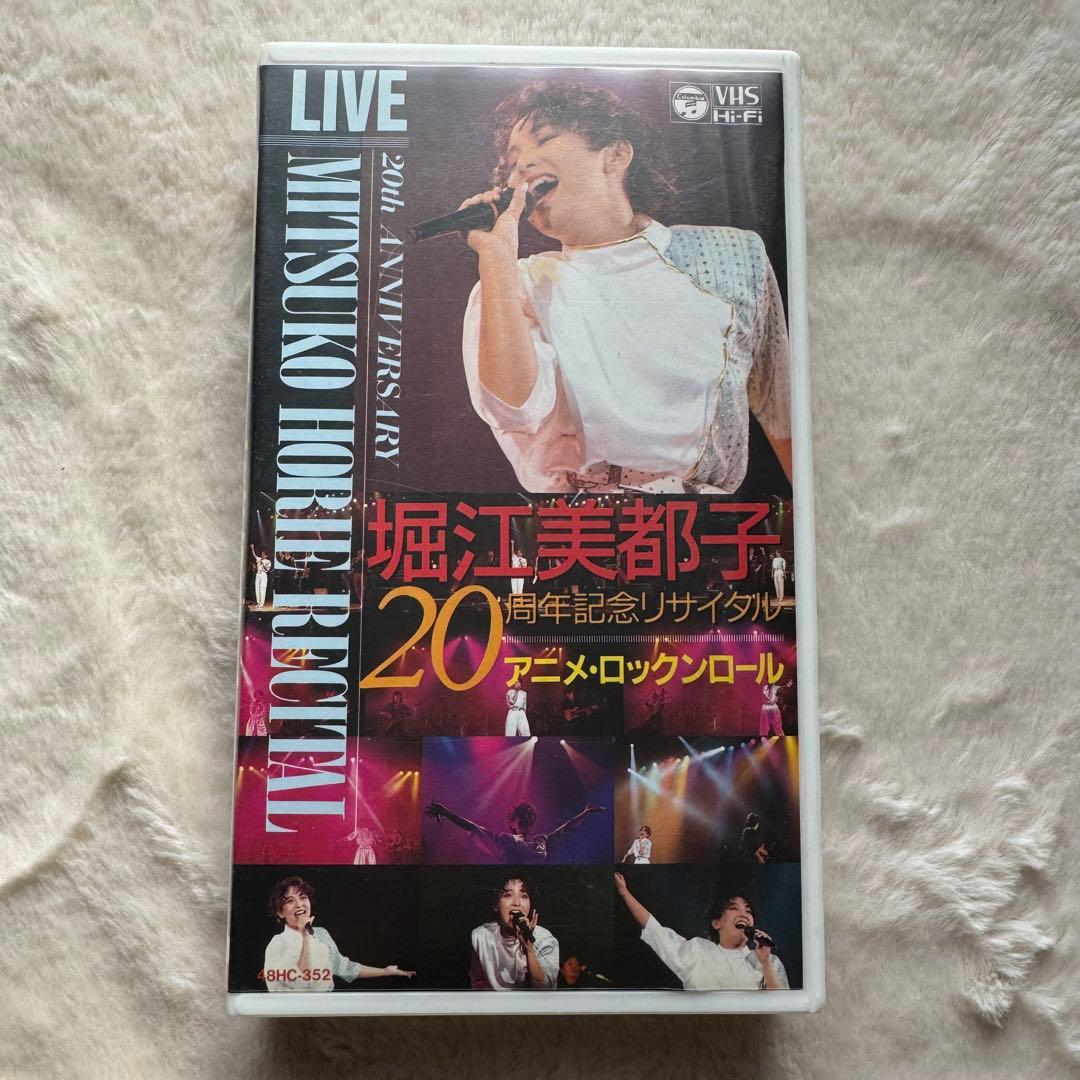 LIVE
MITSUKO HORIE RECITAL
20th ANNIVERSARY
Columbia
VHS
Hi-Fi
堀江美都子
20周年記念リサイタル
アニメ・ロックンロール
48HC-352